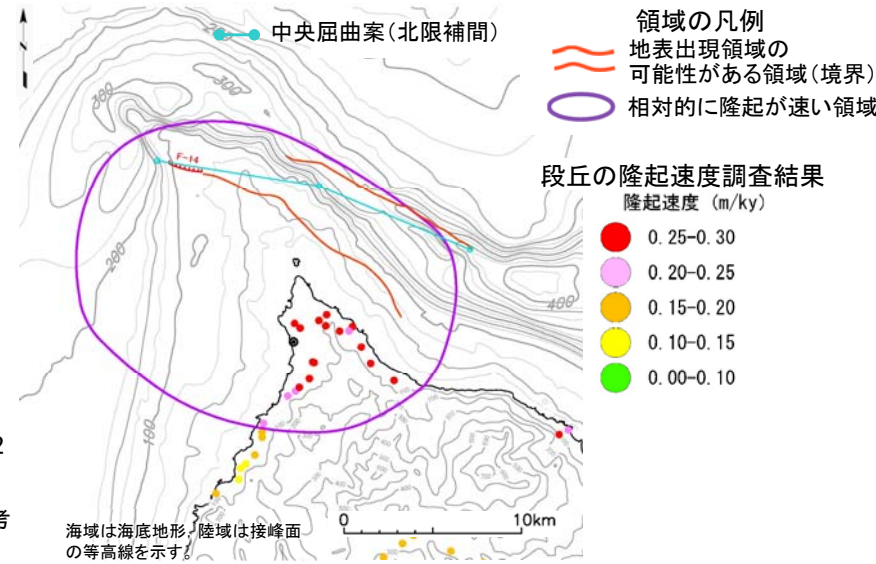 中央屈曲案(北限補間)
領域の凡例
地表出現領域の
可能性がある領域(境界)
相対的に隆起が速い領域
段丘の隆起速度調査結果
隆起速度 (m/ky)
0.25-0.30
0.20-0.25
0.15-0.20
0.10-0.15
0.00-0.10
200
300
300
F-14
200
400
100
2
考
海域は海底地形、陸域は接峰面
の等高線を示す。
0
10km